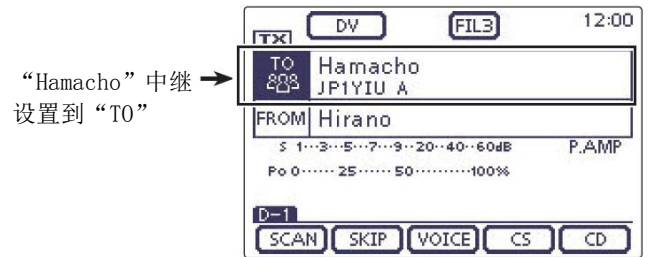 DV FIL3 12:00
TX
TO Hamacho
JP1YIU A
“Hamacho”中继
设置到“TO”
FROM Hirano
S 1··3··5··7··9··20··40··60dB P.AMP
Po 0······25······50··········100%
D-1
SCAN SKIP VOICE CS CD